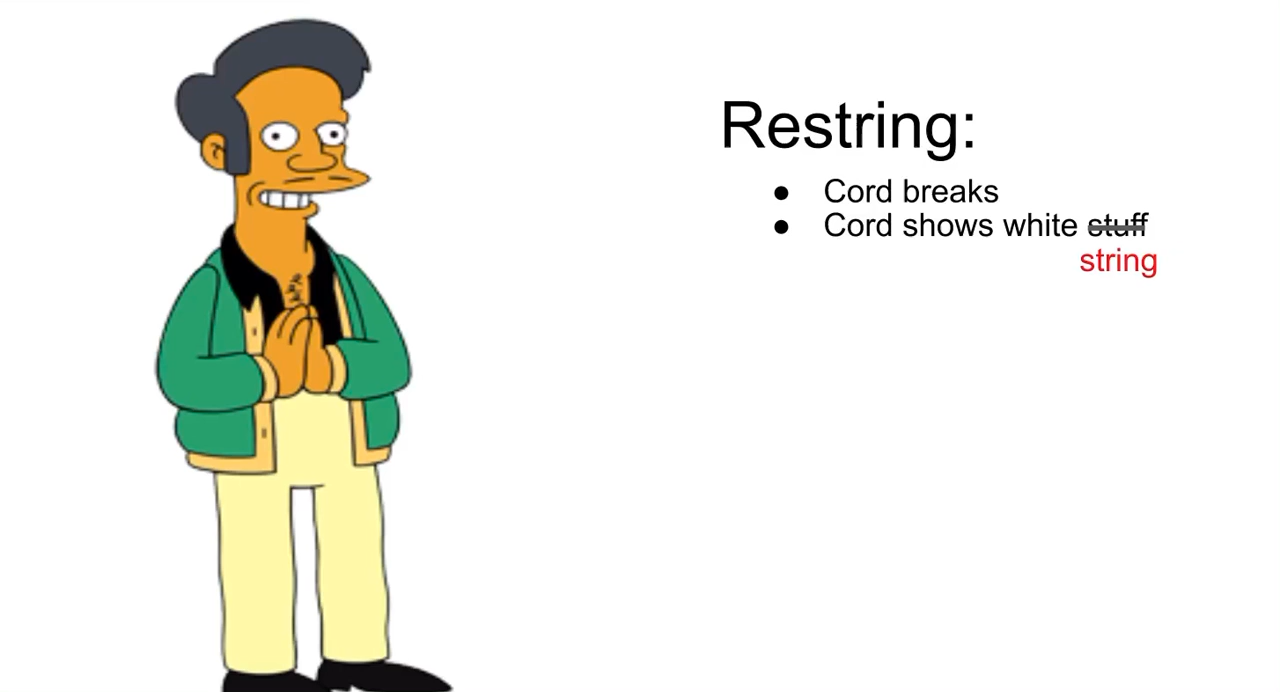 Restring:
● Cord breaks
● Cord shows white stuff
string